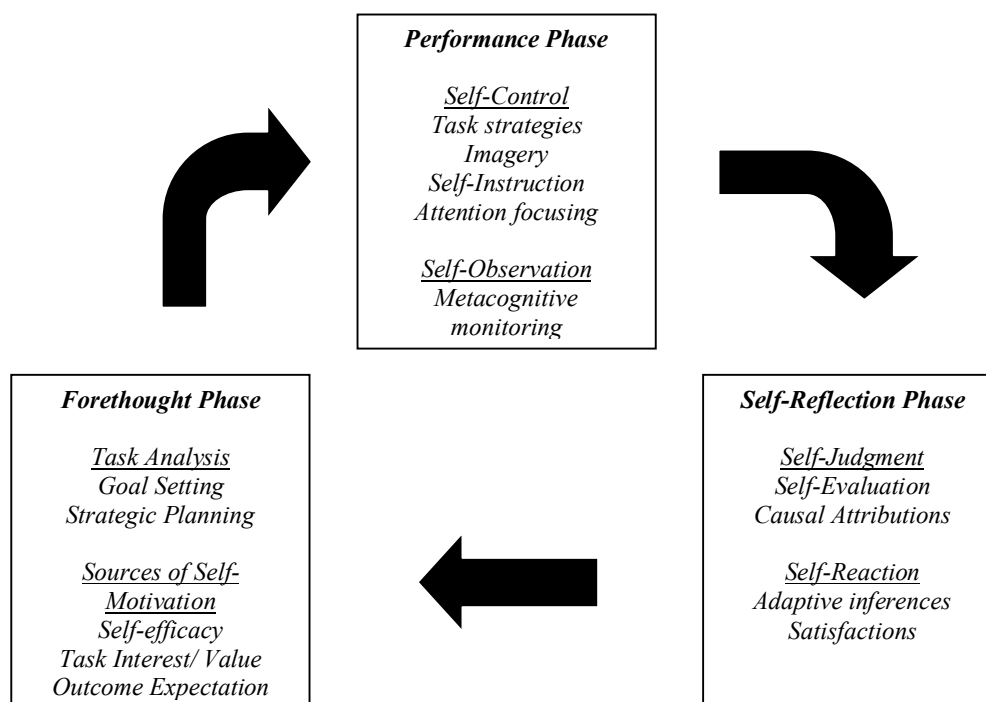 Performance Phase
Self-Control
Task strategies
Imagery
Self-Instruction
Attention focusing
Self-Observation
Metacognitive
monitoring
Forethought Phase
Task Analysis
Goal Setting
Strategic Planning
Sources of Self-
Motivation
Self-efficacy
Task Interest/ Value
Outcome Expectation
Self-Reflection Phase
Self-Judgment
Self-Evaluation
Causal Attributions
Self-Reaction
Adaptive inferences
Satisfactions